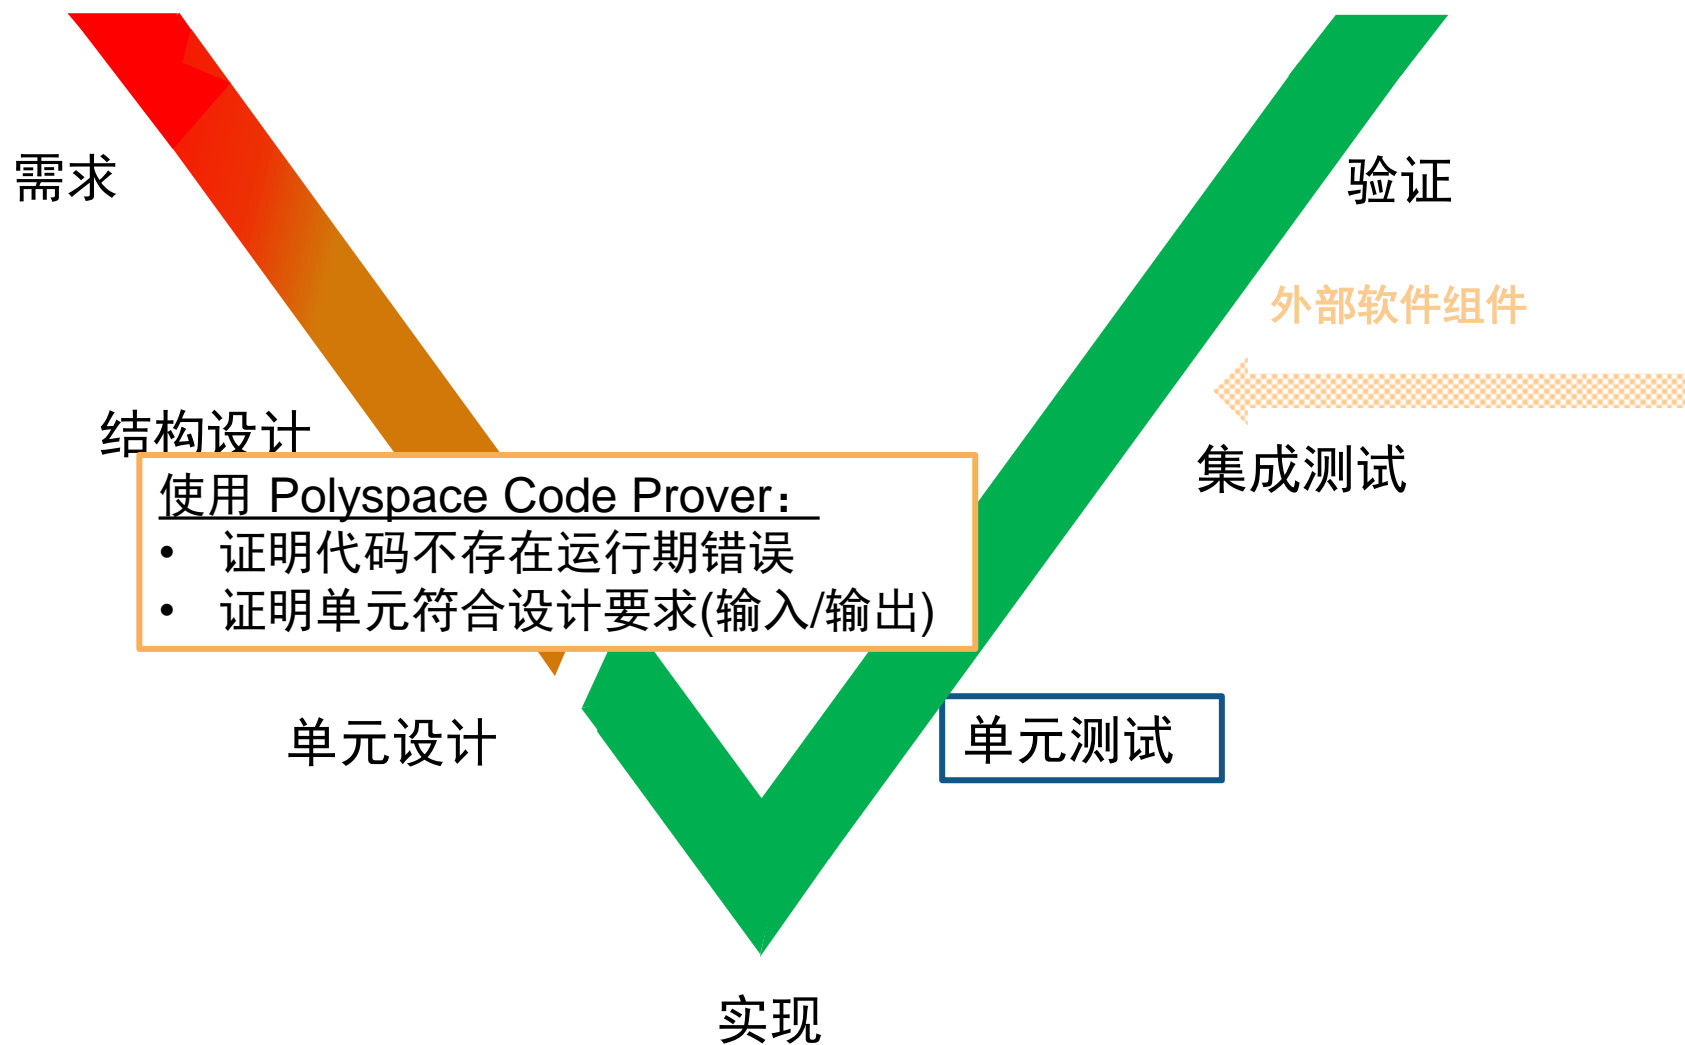 需求
验证
外部软件组件
结构设计
集成测试
使用 Polyspace Code Prover：
• 证明代码不存在运行期错误
• 证明单元符合设计要求(输入/输出)
单元设计
单元测试
实现